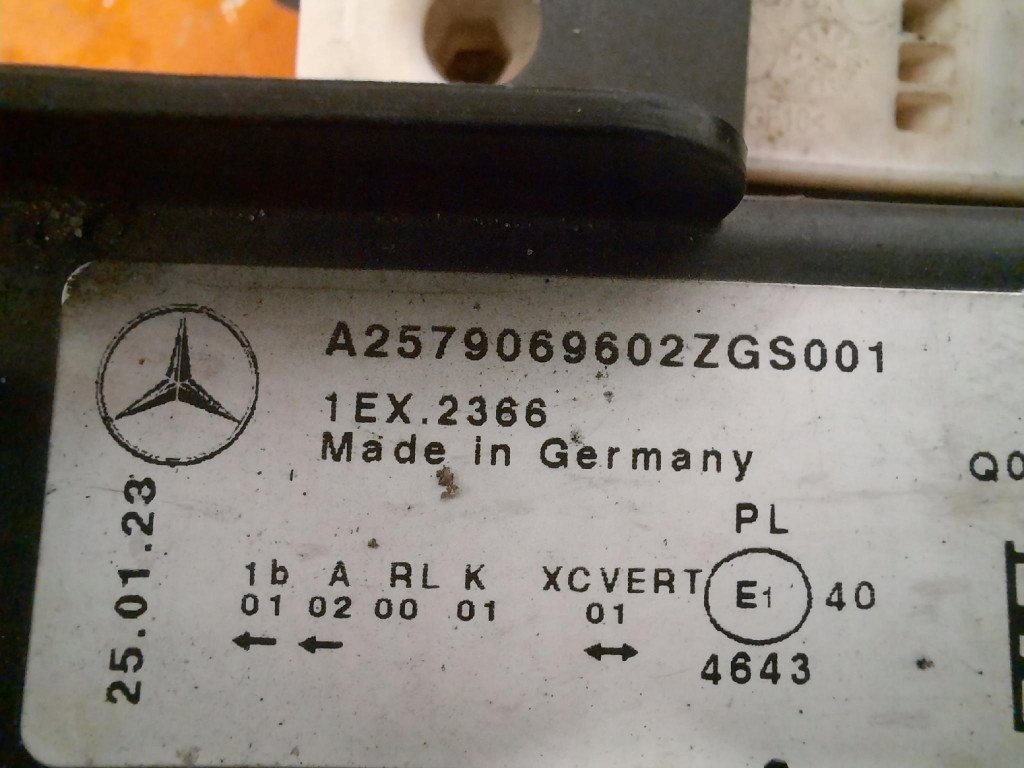 A2579069602ZGS001
1EX.2366
Made in Germany
25.01.23
PL
1b A RL K XCVERT
01 02 00 01 01
E1 40
4643
Q0